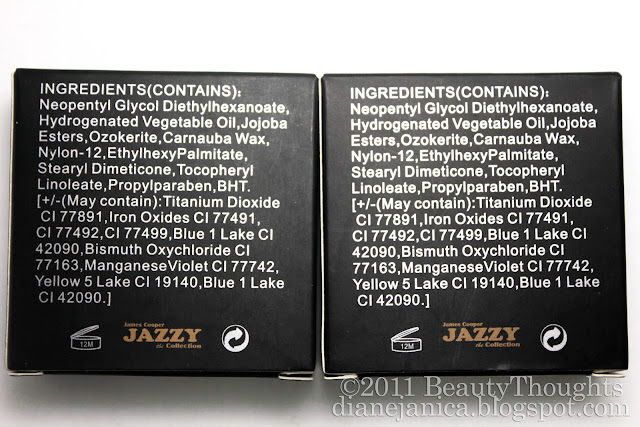 INGREDIENTS(CONTAINS):
Neopentyl Glycol Diethylhexanoate,
Hydrogenated Vegetable Oil,Jojoba
Esters,Ozokerite,Carnauba Wax,
Nylon-12,EthylhexyPalmitate,
Stearyl Dimeticone,Tocopheryl
Linoleate,Propylparaben,BHT.
[+/-(May contain):Titanium Dioxide
CI 77891,Iron Oxides CI 77491,
CI 77492,CI 77499,Blue 1 Lake CI
42090,Bismuth Oxychloride CI
77163,ManganeseViolet CI 77742,
Yellow 5 Lake CI 19140,Blue 1 Lake
CI 42090.]
12M
James Cooper
JAZZY
the Collection
INGREDIENTS(CONTAINS):
Neopentyl Glycol Diethylhexanoate,
Hydrogenated Vegetable Oil,Jojoba
Esters,Ozokerite,Carnauba Wax,
Nylon-12,EthylhexyPalmitate,
Stearyl Dimeticone,Tocopheryl
Linoleate,Propylparaben,BHT.
[+/-(May contain):Titanium Dioxide
CI 77891,Iron Oxides CI 77491,
CI 77492,CI 77499,Blue 1 Lake CI
42090,Bismuth Oxychloride CI
77163,ManganeseViolet CI 77742,
Yellow 5 Lake CI 19140,Blue 1 Lake
CI 42090.]
12M
James Cooper
JAZZY
the Collection
©2011 BeautyThoughts
dianejanica.blogspot.com